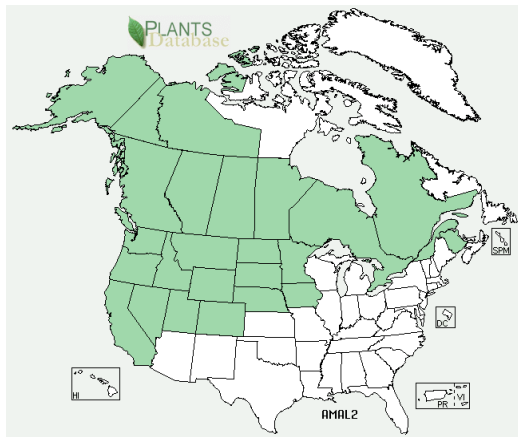 PLANTS
Database
SPM
DC
HI
PR
VI
AMAL2